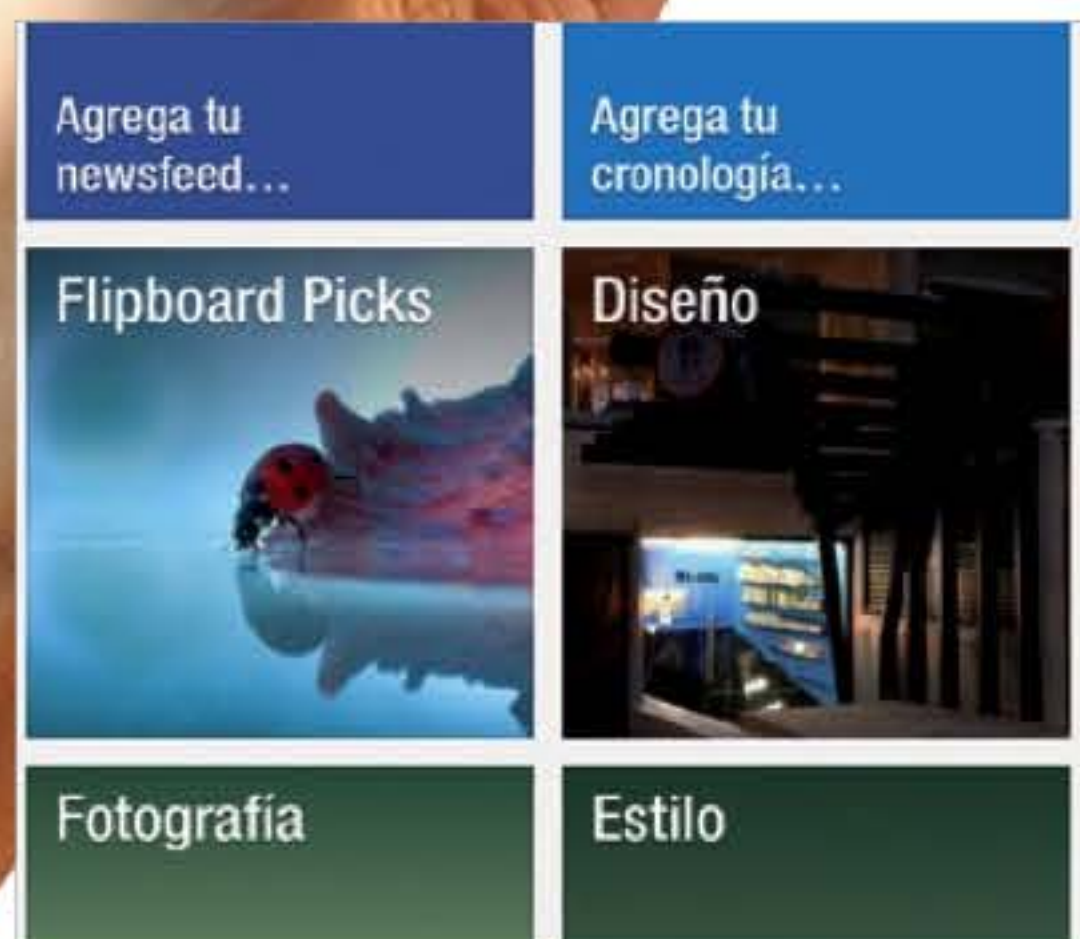 Agrega tu
newsfeed...
Agrega tu
cronología...
Flipboard Picks
Diseño
Fotografía
Estilo